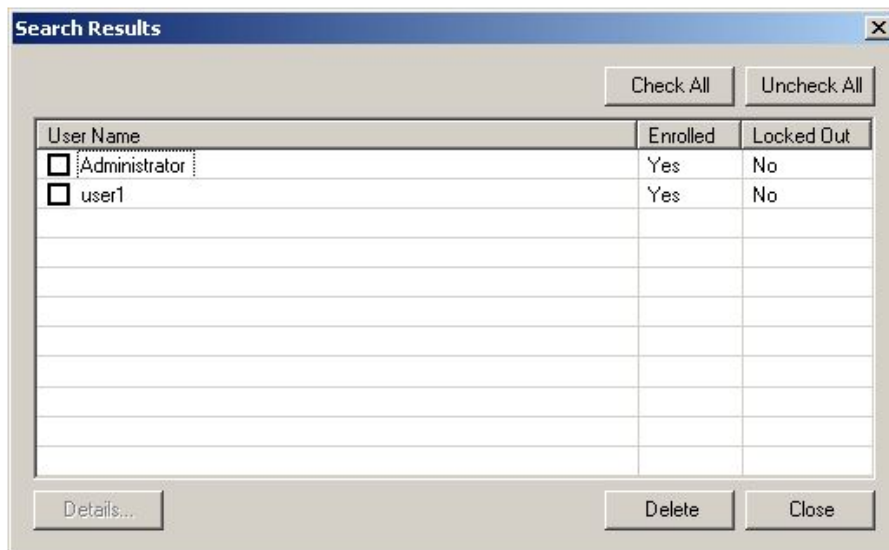 Search Results
Check All Uncheck All
User Name Enrolled Locked Out
Administrator Yes No
user1 Yes No
Details... Delete Close